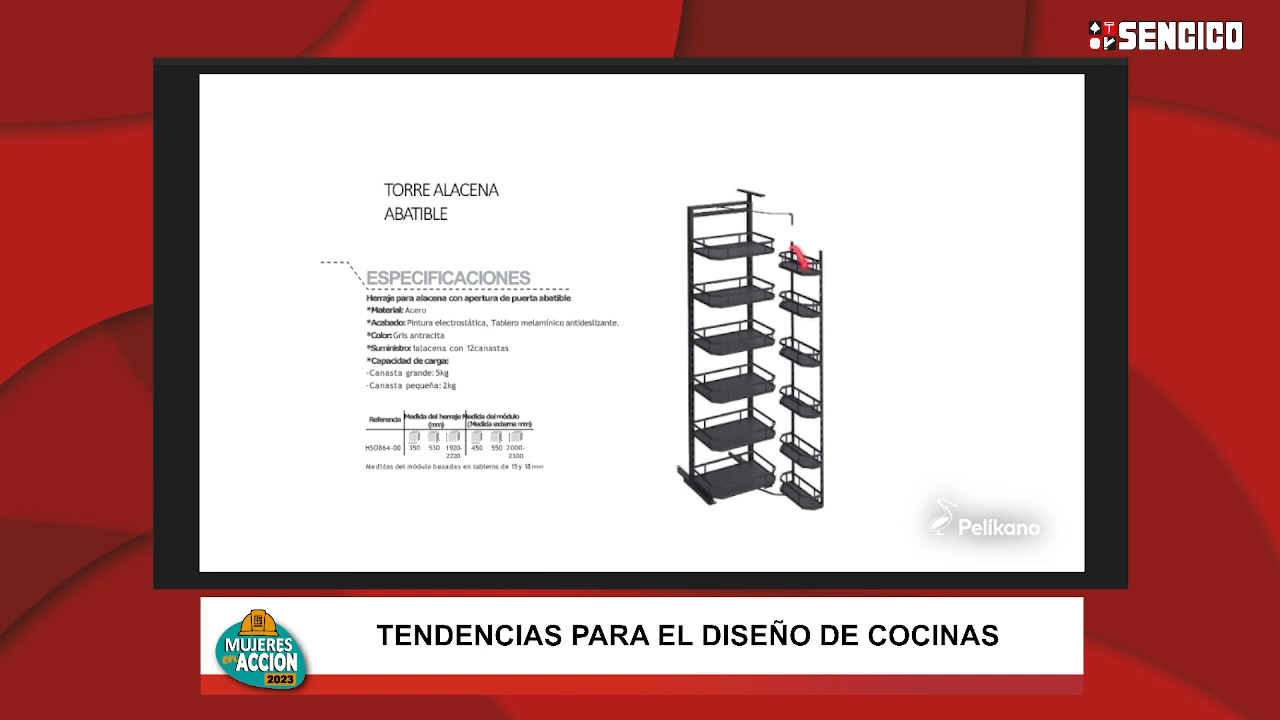 SENCICO
TORRE ALACENA
ABATIBLE
ESPECIFICACIONES
Herraje para alacena con apertura de puerta abatible
*Material: Acero
*Acabado: Pintura electrostática, Tablero melamínico antideslizante.
*Color: Gris antracita
*Suministro: 1alacena con 12canastas
*Capacidad de carga:
-Canasta grande: 5kg
-Canasta pequeña: 2kg
Referencia Medida del herraje (mm) Medida del módulo (Medida externa mm)
HS0864-00 350 530 1920-2220 450 550 2000-2300
Medidas del módulo basadas en tableros de 15 y 18 mm
Pelíkano
MUJERES
en ACCIÓN
2023
TENDENCIAS PARA EL DISEÑO DE COCINAS